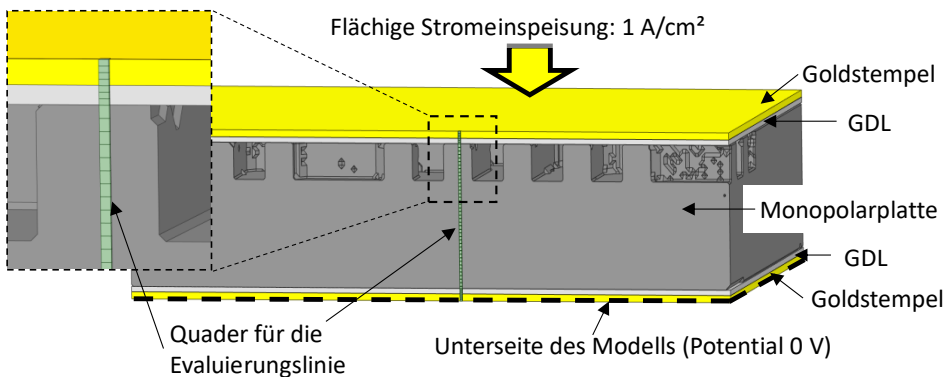 Flächige Stromeinspeisung: 1 A/cm²
Goldstempel
GDL
Monopolarplatte
GDL
Goldstempel
Quader für die
Evaluierungslinie
Unterseite des Modells (Potential 0 V)